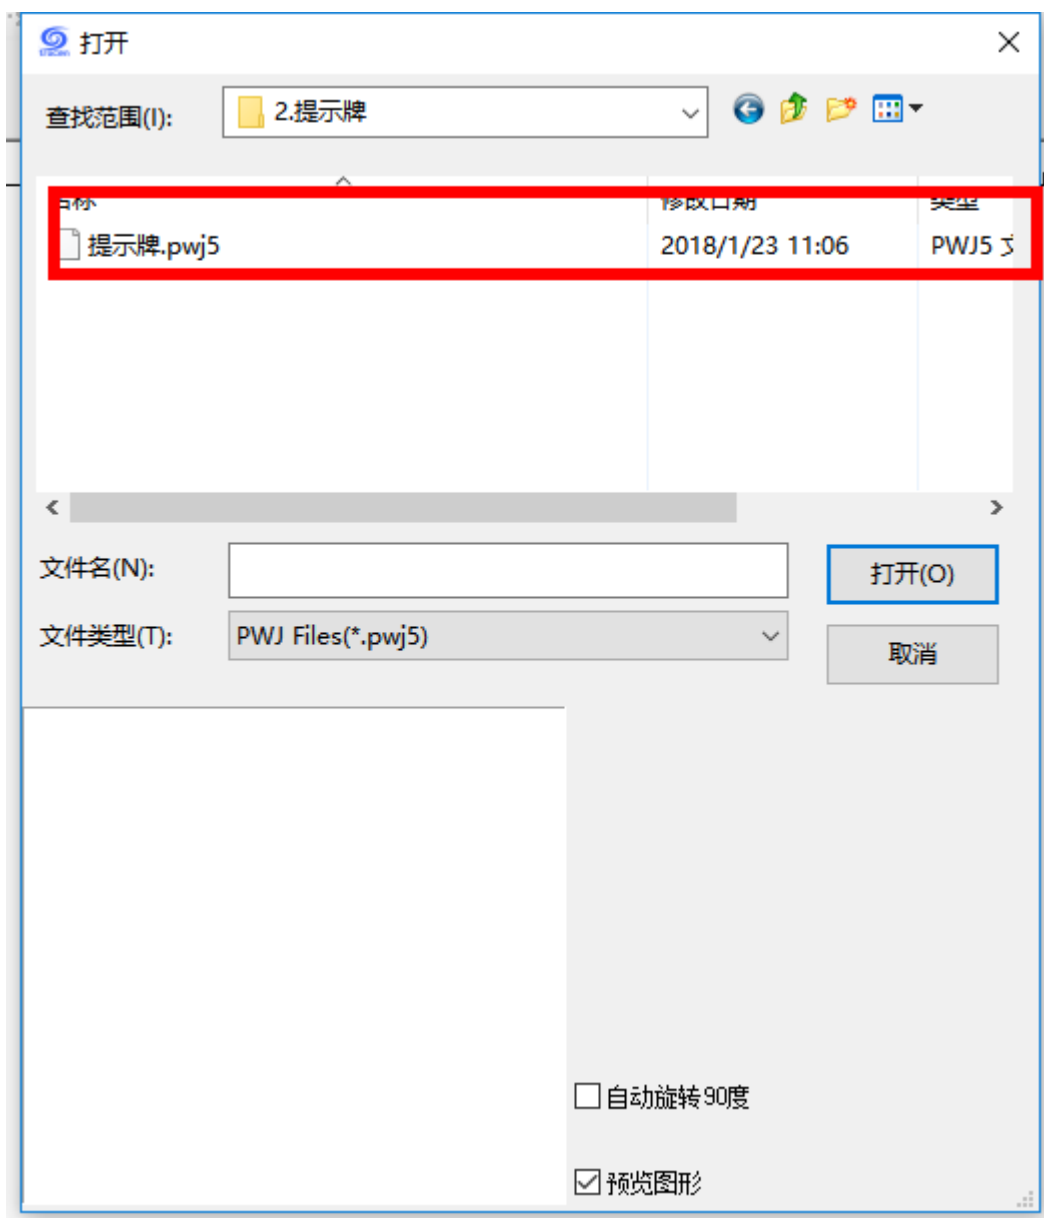 打开
查找范围(I):
2.提示牌
名称 修改日期 类型
提示牌.pwj5 2018/1/23 11:06 PWJ5
文件名(N):
打开(O)
文件类型(T):
PWJ Files(*.pwj5)
取消
自动旋转90度
预览图形